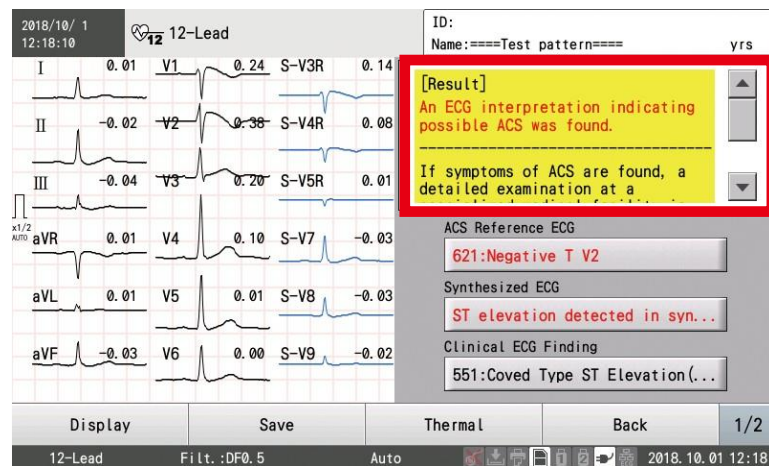 2018/10/ 1
12:18:10
12 12-Lead
ID:
Name:====Test pattern==== yrs
I 0.01 V1 0.24 S-V3R 0.14
II -0.02 V2 0.38 S-V4R 0.08
III -0.04 V3 0.20 S-V5R 0.01
x1/2
AUTO
aVR 0.01 V4 0.10 S-V7 -0.03
aVL 0.01 V5 0.01 S-V8 -0.03
aVF -0.03 V6 0.00 S-V9 -0.02
[Result]
An ECG interpretation indicating
possible ACS was found.
------------------------------------
If symptoms of ACS are found, a
detailed examination at a
ACS Reference ECG
621:Negative T V2
Synthesized ECG
ST elevation detected in syn...
Clinical ECG Finding
551:Coved Type ST Elevation(...
Display Save Thermal Back 1/2
12-Lead Filt.:DF0.5 Auto 1 2 2018.10.01 12:18